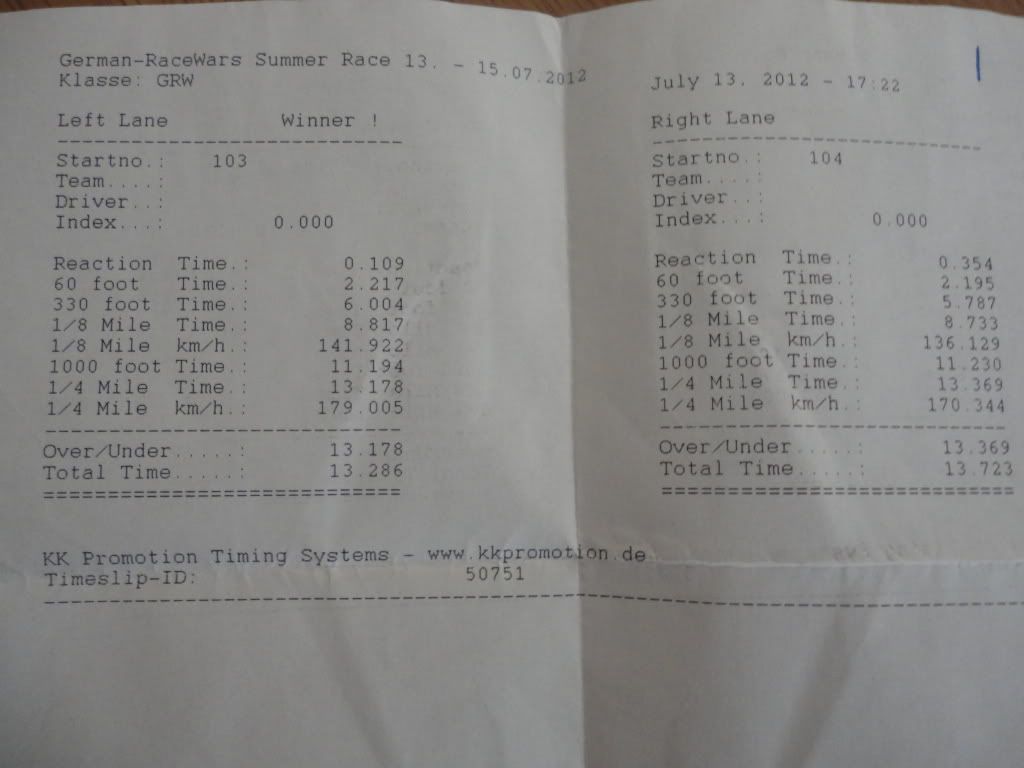 German-RaceWars Summer Race 13. - 15.07.2012
Klasse: GRW
July 13, 2012 - 17:22
Left Lane Winner !
----------------------------
Startno.: 103
Team....:
Driver..:
Index...: 0.000
Reaction Time.: 0.109
60 foot Time.: 2.217
330 foot Time.: 6.004
1/8 Mile Time.: 8.817
1/8 Mile km/h.: 141.922
1000 foot Time.: 11.194
1/4 Mile Time.: 13.178
1/4 Mile km/h.: 179.005
-----------------------------
Over/Under.....: 13.178
Total Time.....: 13.286
=============================
Right Lane
----------------------------
Startno.: 104
Team....:
Driver..:
Index...: 0.000
Reaction Time.: 0.354
60 foot Time.: 2.195
330 foot Time.: 5.787
1/8 Mile Time.: 8.733
1/8 Mile km/h.: 136.129
1000 foot Time.: 11.230
1/4 Mile Time.: 13.369
1/4 Mile km/h.: 170.344
-----------------------------
Over/Under.....: 13.369
Total Time.....: 13.723
=============================
KK Promotion Timing Systems - www.kkpromotion.de
Timeslip-ID: 50751